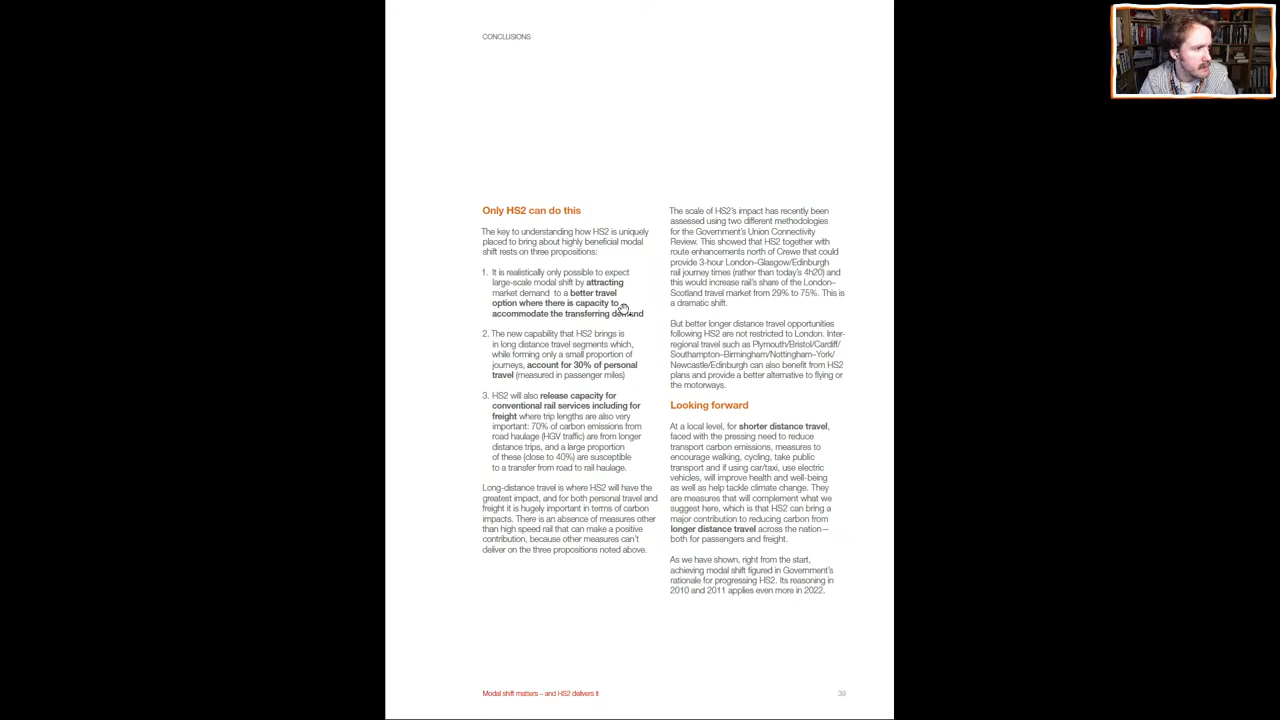 CONCLUSIONS
Only HS2 can do this
The key to understanding how HS2 is uniquely
placed to bring about highly beneficial modal
shift rests on three propositions:
1. It is realistically only possible to expect
large-scale modal shift by attracting
market demand to a better travel
option where there is capacity to
accommodate the transferring demand
2. The new capability that HS2 brings is
in long distance travel segments which,
while forming only a small proportion of
journeys, account for 30% of personal
travel (measured in passenger miles)
3. HS2 will also release capacity for
conventional rail services including for
freight where trip lengths are also very
important: 70% of carbon emissions from
road haulage (HGV traffic) are from longer
distance trips, and a large proportion
of these (close to 40%) are susceptible
to a transfer from road to rail haulage.
Long-distance travel is where HS2 will have the
greatest impact, and for both personal travel and
freight it is hugely important in terms of carbon
impacts. There is an absence of measures other
than high speed rail that can make a positive
contribution, because other measures can't
deliver on the three propositions noted above.
The scale of HS2's impact has recently been
assessed using two different methodologies
for the Government's Union Connectivity
Review. This showed that HS2 together with
route enhancements north of Crewe that could
provide 3-hour London–Glasgow/Edinburgh
rail journey times (rather than today's 4h20) and
this would increase rail's share of the London–
Scotland travel market from 29% to 75%. This is
a dramatic shift.
But better longer distance travel opportunities
following HS2 are not restricted to London. Inter-
regional travel such as Plymouth/Bristol/Cardiff/
Southampton–Birmingham/Nottingham–York/
Newcastle/Edinburgh can also benefit from HS2
plans and provide a better alternative to flying or
the motorways.
Looking forward
At a local level, for shorter distance travel,
faced with the pressing need to reduce
transport carbon emissions, measures to
encourage walking, cycling, take public
transport and if using car/taxi, use electric
vehicles, will improve health and well-being
as well as help tackle climate change. They
are measures that will complement what we
suggest here, which is that HS2 can bring a
major contribution to reducing carbon from
longer distance travel across the nation—
both for passengers and freight.
As we have shown, right from the start,
achieving modal shift figured in Government's
rationale for progressing HS2. Its reasoning in
2010 and 2011 applies even more in 2022.
Modal shift matters – and HS2 delivers it
39